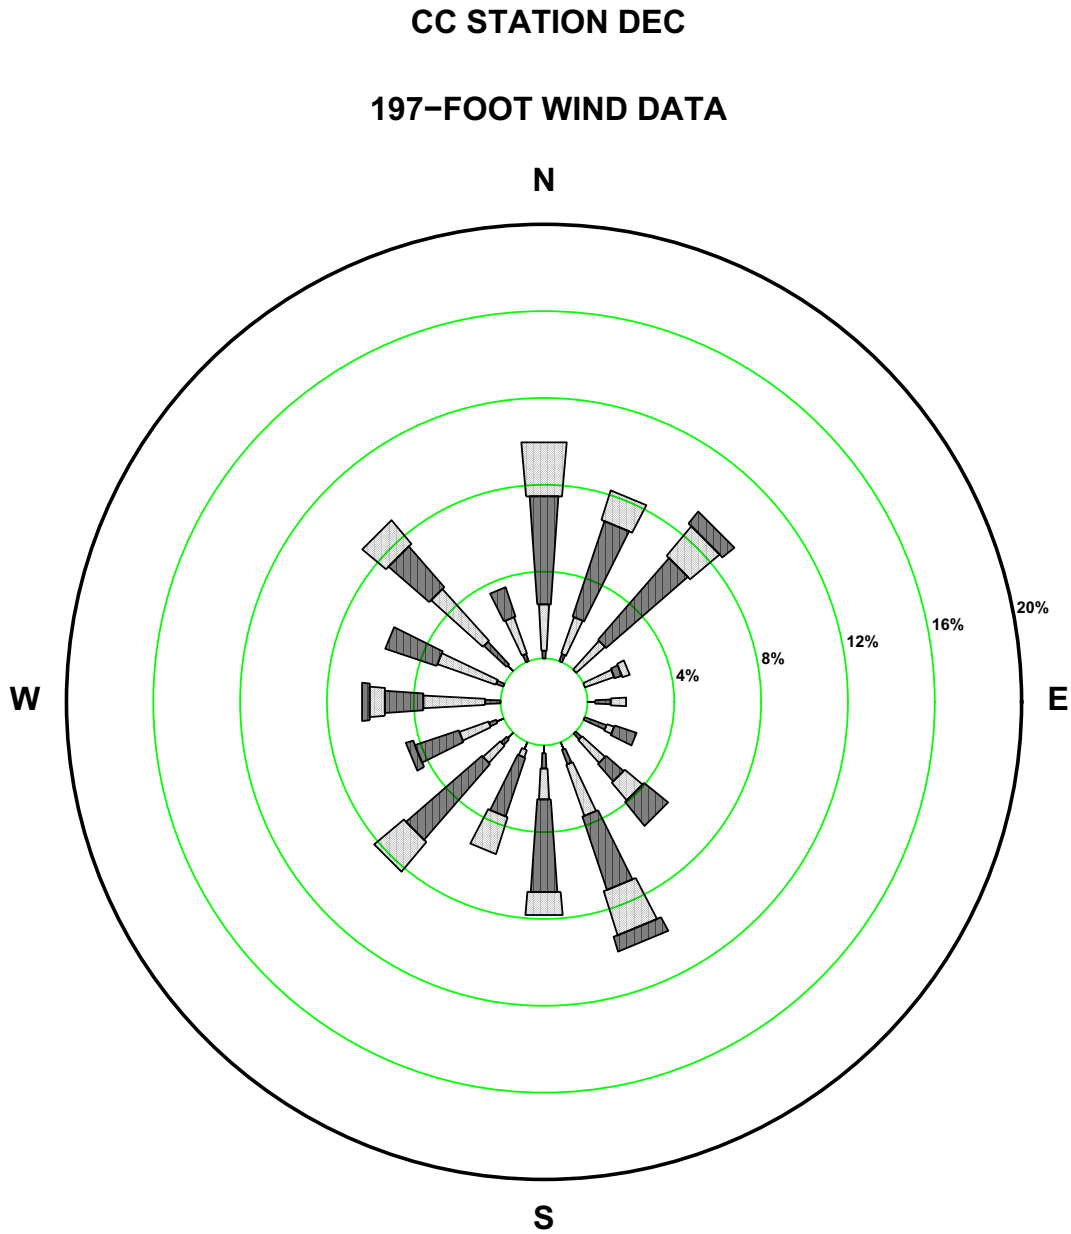 CC STATION DEC
197−FOOT WIND DATA
N
20%
16%
12%
8%
4%
W
E
S